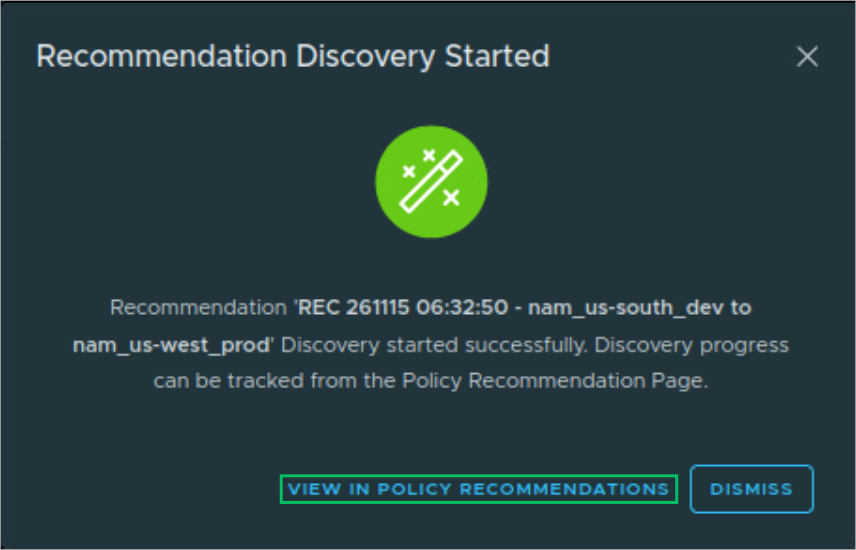 Recommendation Discovery Started
Recommendation 'REC 261115 06:32:50 - nam_us-south_dev to
nam_us-west_prod' Discovery started successfully. Discovery progress
can be tracked from the Policy Recommendation Page.
VIEW IN POLICY RECOMMENDATIONS
DISMISS